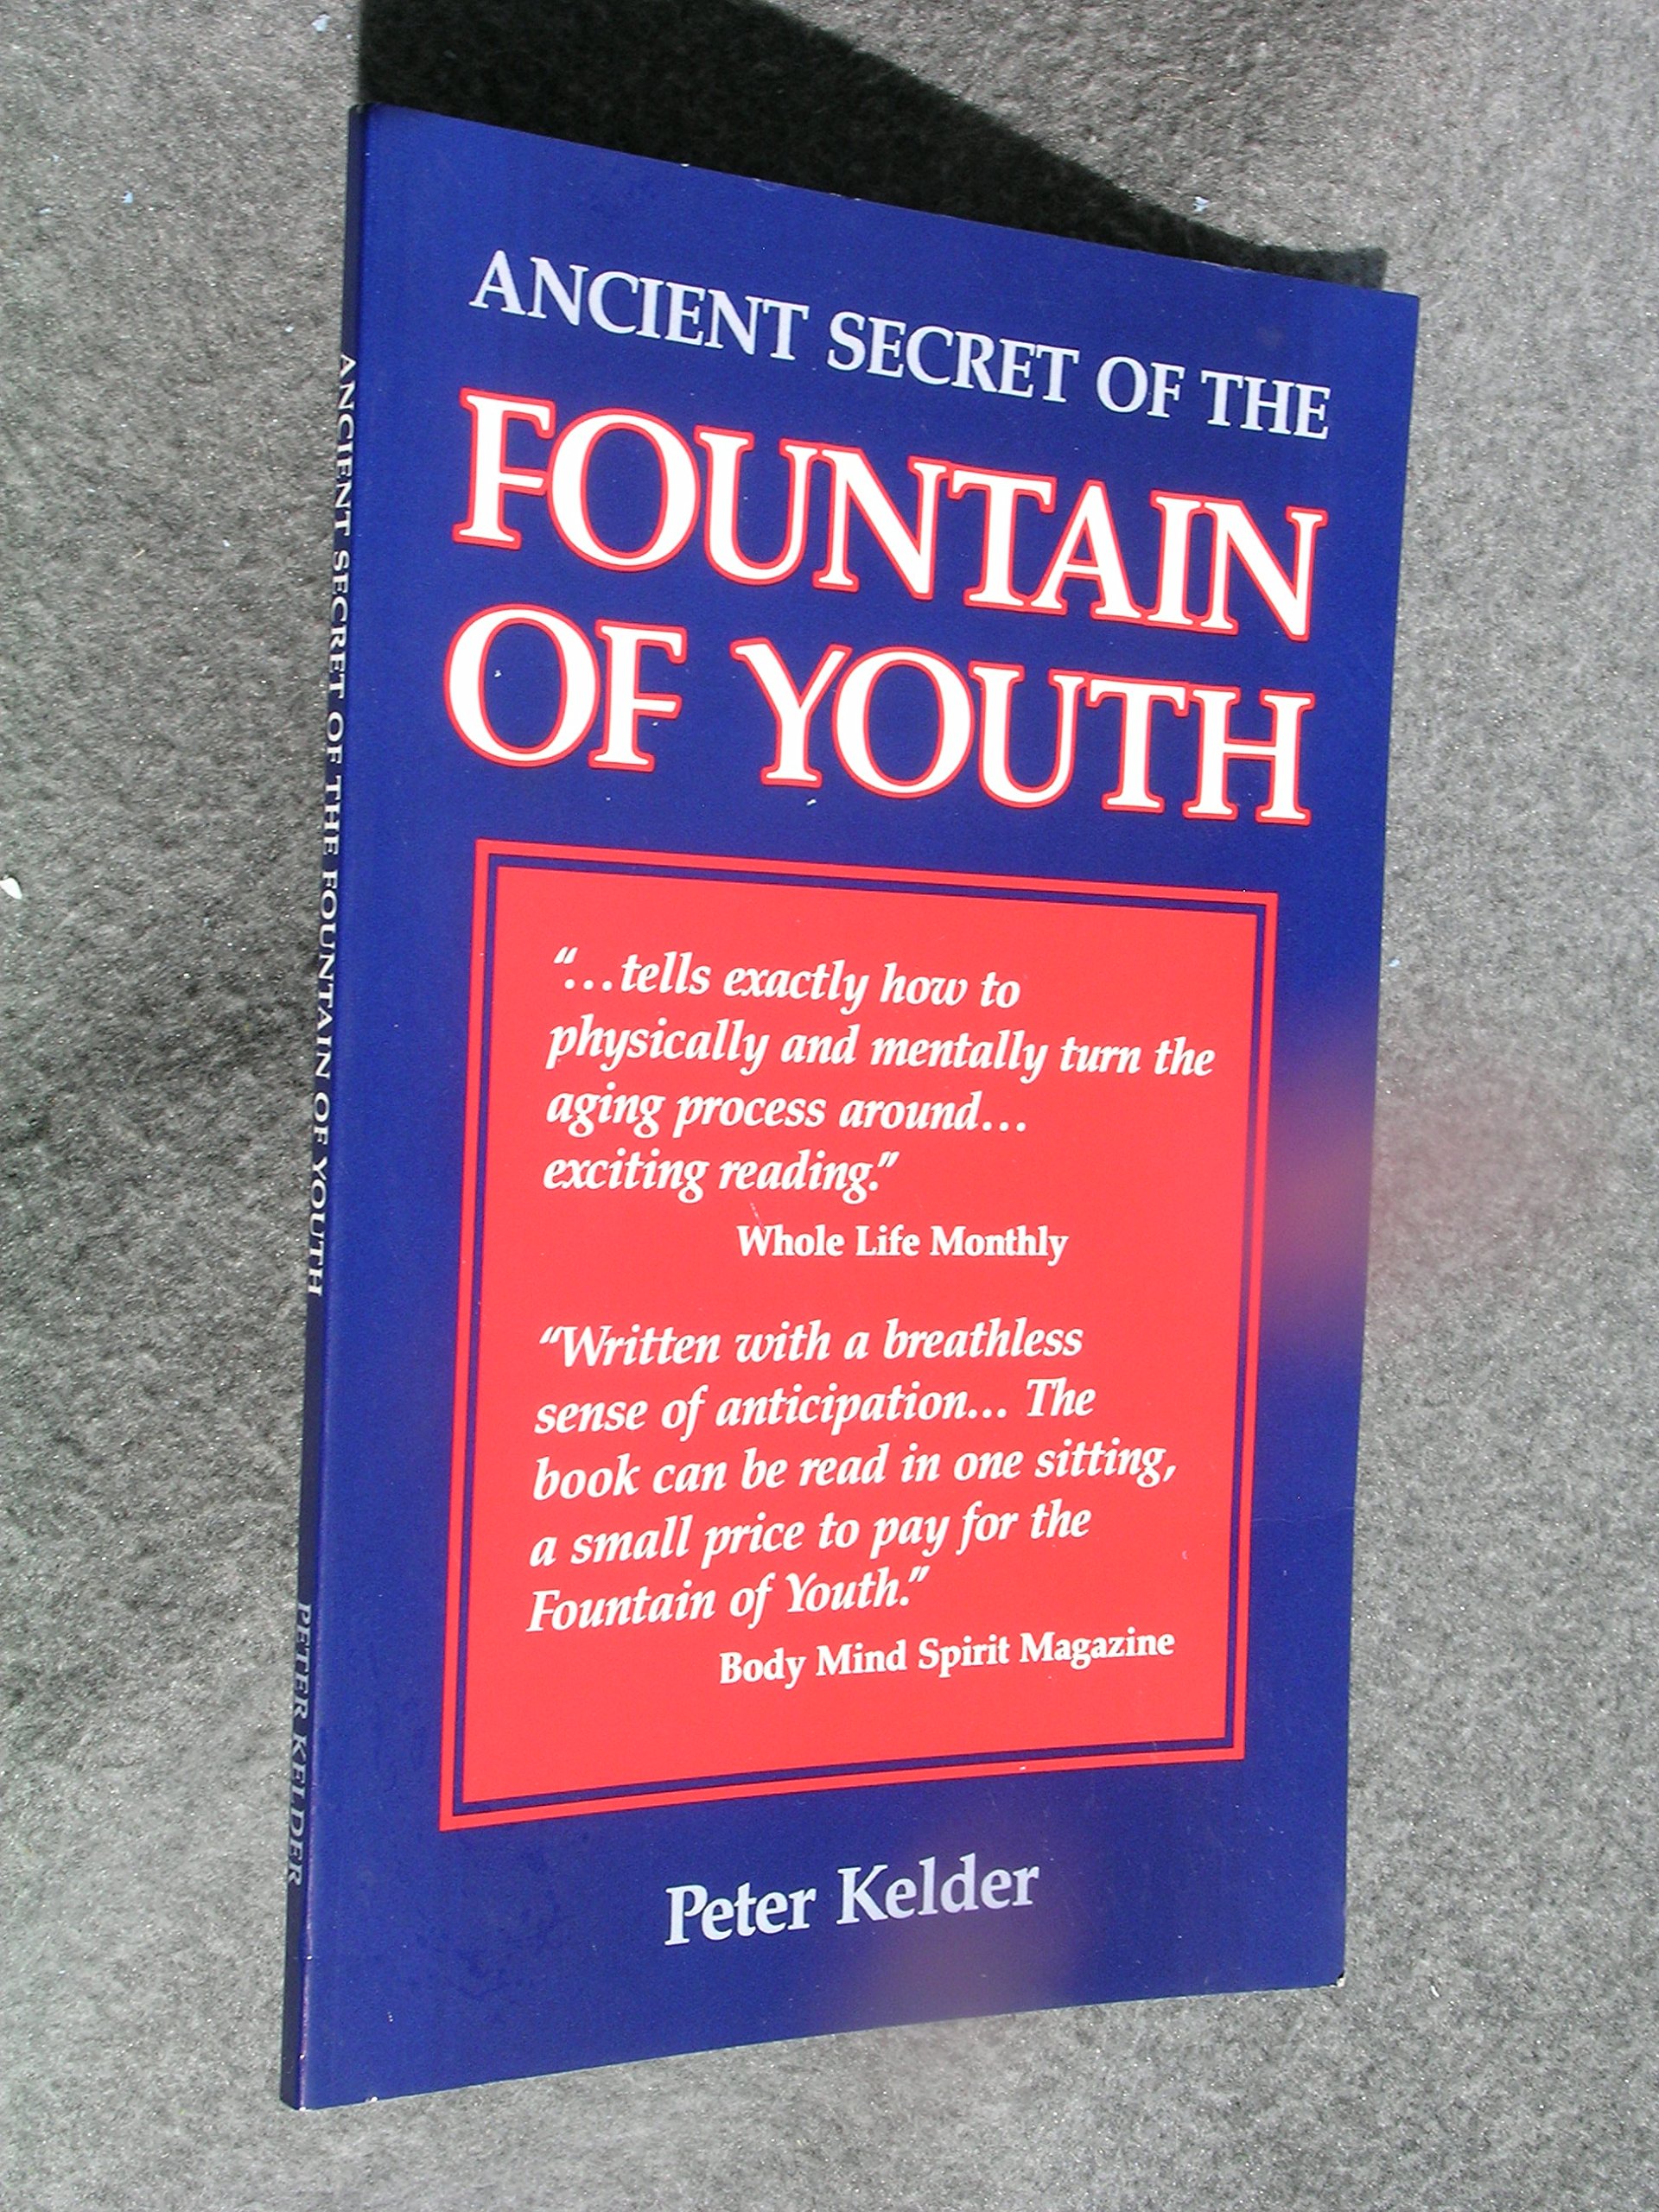 ANCIENT SECRET OF THE
FOUNTAIN
OF YOUTH
"...tells exactly how to
physically and mentally turn the
aging process around...
exciting reading."
Whole Life Monthly
"Written with a breathless
sense of anticipation... The
book can be read in one sitting,
a small price to pay for the
Fountain of Youth."
Body Mind Spirit Magazine
Peter Kelder
ANCIENT SECRET OF THE FOUNTAIN OF YOUTH
PETER KELDER